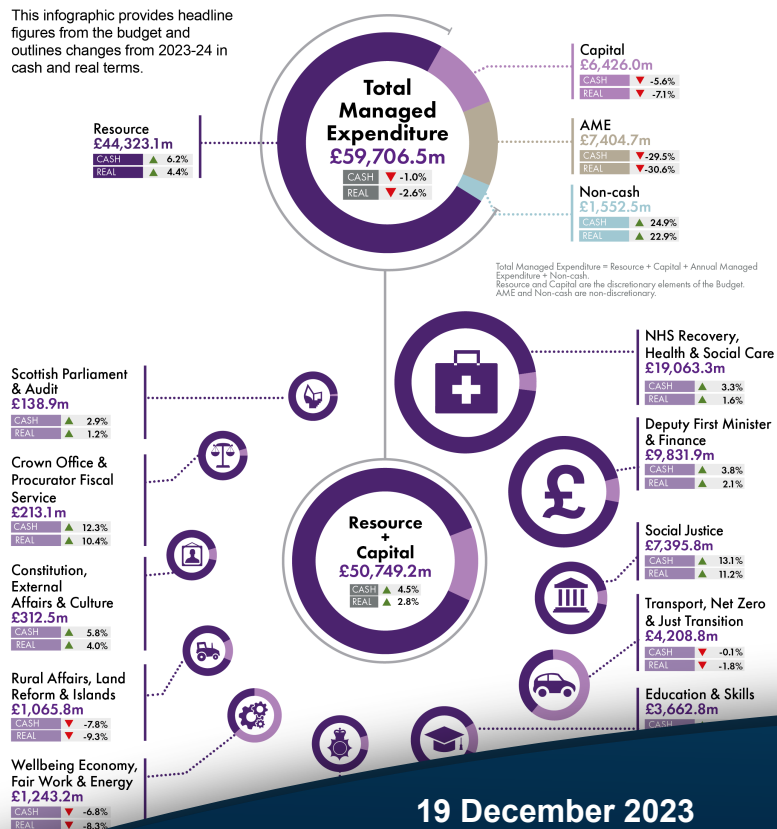 This infographic provides headline
figures from the budget and
outlines changes from 2023-24 in
cash and real terms.
Total
Managed
Expenditure
£59,706.5m
CASH ▼ -1.0%
REAL ▼ -2.6%
Resource
£44,323.1m
CASH ▲ 6.2%
REAL ▲ 4.4%
Capital
£6,426.0m
CASH ▼ -5.6%
REAL ▼ -7.1%
AME
£7,404.7m
CASH ▼ -29.5%
REAL ▼ -30.6%
Non-cash
£1,552.5m
CASH ▲ 24.9%
REAL ▲ 22.9%
Total Managed Expenditure = Resource + Capital + Annual Managed
Expenditure + Non-cash.
Resource and Capital are the discretionary elements of the Budget.
AME and Non-cash are non-discretionary.
Resource
+
Capital
£50,749.2m
CASH ▲ 4.5%
REAL ▲ 2.8%
Scottish Parliament
& Audit
£138.9m
CASH ▲ 2.9%
REAL ▲ 1.2%
Crown Office &
Procurator Fiscal
Service
£213.1m
CASH ▲ 12.3%
REAL ▲ 10.4%
Constitution,
External
Affairs & Culture
£312.5m
CASH ▲ 5.8%
REAL ▲ 4.0%
Rural Affairs, Land
Reform & Islands
£1,065.8m
CASH ▼ -7.8%
REAL ▼ -9.3%
Wellbeing Economy,
Fair Work & Energy
£1,243.2m
CASH ▼ -6.8%
REAL ▼ -8.3%
NHS Recovery,
Health & Social Care
£19,063.3m
CASH ▲ 3.3%
REAL ▲ 1.6%
Deputy First Minister
& Finance
£9,831.9m
CASH ▲ 3.8%
REAL ▲ 2.1%
Social Justice
£7,395.8m
CASH ▲ 13.1%
REAL ▲ 11.2%
Transport, Net Zero
& Just Transition
£4,208.8m
CASH ▼ -0.1%
REAL ▼ -1.8%
Education & Skills
£3,662.8m
CASH
£
19 December 2023